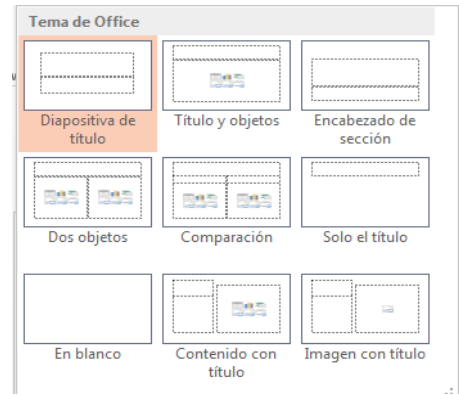 Tema de Office
Diapositiva de
título
Título y objetos
Encabezado de
sección
Dos objetos
Comparación
Solo el título
En blanco
Contenido con
título
Imagen con título